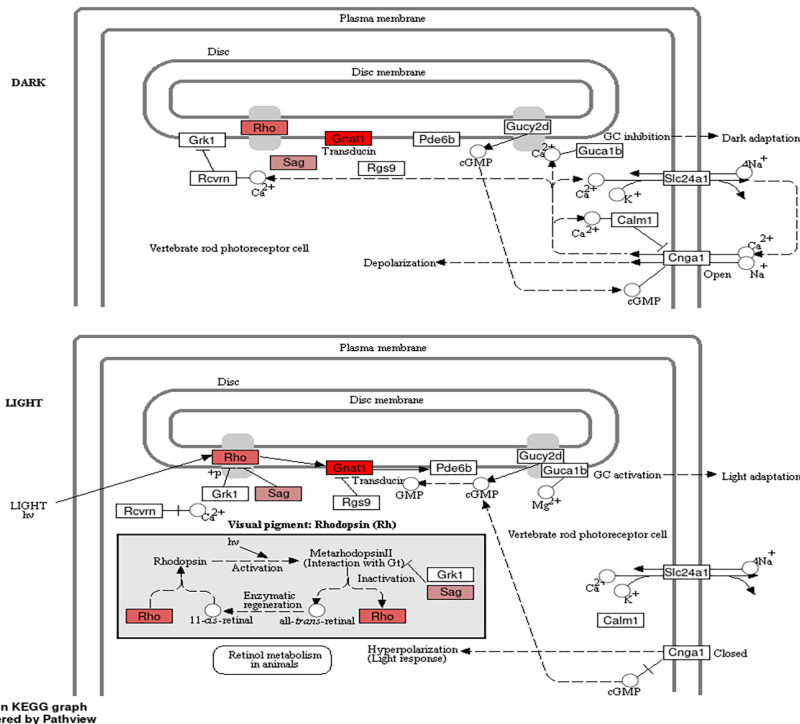 Plasma membrane
Disc
DARK
Disc membrane
Rho
Gnat1
Transducin
Grk1
Pde6b
Gucy2d
GC inhibition
Dark adaptation
Sag
Rgs9
cGMP
Ca2+
Guca1b
Rcvrn
Ca2+
Ca2+
K+
Slc24a1
4Na+
Ca2+
Calm1
Vertebrate rod photoreceptor cell
Depolarization
Cnga1
Ca2+
Open
Na+
cGMP
Plasma membrane
Disc
LIGHT
Disc membrane
Rho
+p
Gnat1
Transducin
Pde6b
Gucy2d
Guca1b
GC activation
Light adaptation
Grk1
Sag
Rgs9
GMP
cGMP
Mg2+
LIGHT
hν
Rcvrn
Ca2+
Visual pigment: Rhodopsin (Rh)
Vertebrate rod photoreceptor cell
hν
Rhodopsin
Activation
MetarhodopsinII
(Interaction with Gt)
Grk1
Inactivation
Sag
Enzymatic
regeneration
Rho
11-cis-retinal
all-trans-retinal
Rho
Ca2+
K+
Slc24a1
4Na+
Calm1
Retinol metabolism
in animals
Hyperpolarization
(Light response)
Cnga1
Closed
cGMP
n KEGG graph
ered by Pathview